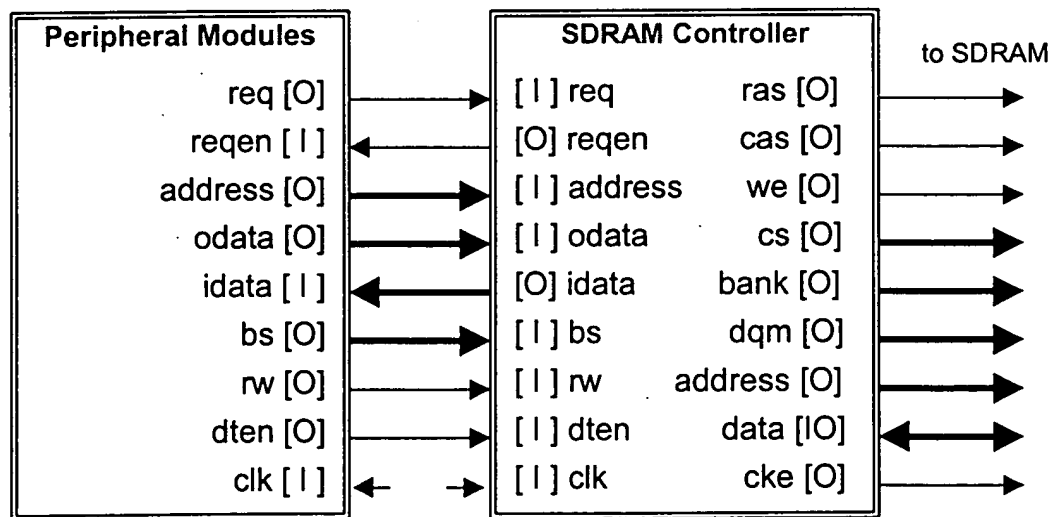 Peripheral Modules SDRAM Controller to SDRAM
req [O] [ I ] req ras [O]
reqen [ I ] [O] reqen cas [O]
address [O] [ I ] address we [O]
odata [O] [ I ] odata cs [O]
idata [ I ] [O] idata bank [O]
bs [O] [ I ] bs dqm [O]
rw [O] [ I ] rw address [O]
dten [O] [ I ] dten data [IO]
clk [ I ] [ I ] clk cke [O]